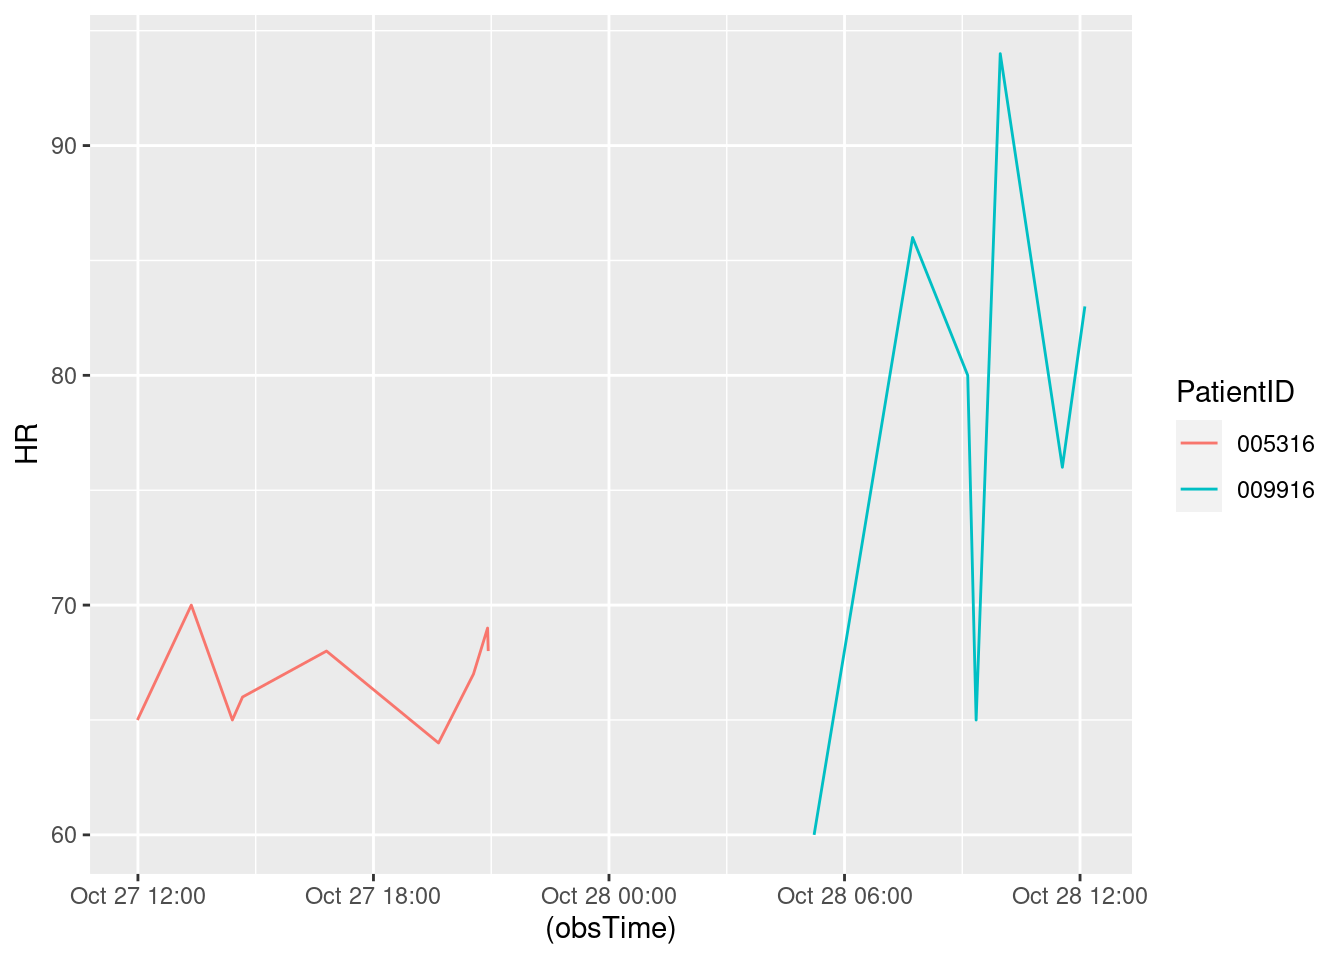 HR
90
80
70
60
Oct 27 12:00
Oct 27 18:00
Oct 28 00:00
Oct 28 06:00
Oct 28 12:00
(obsTime)
PatientID
005316
009916